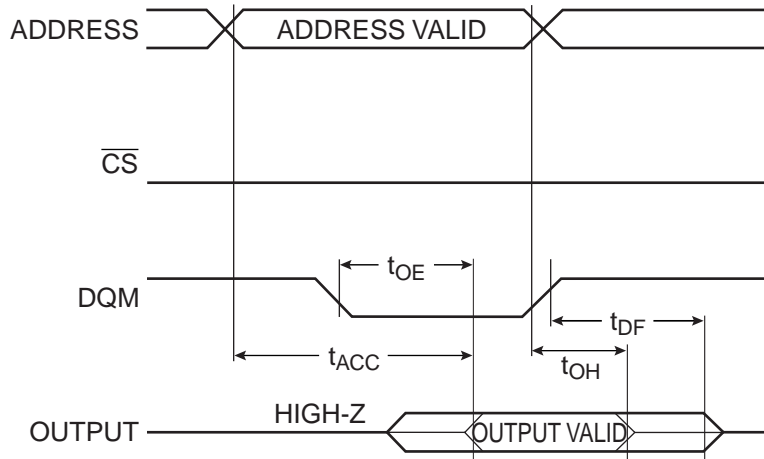 ADDRESS
ADDRESS VALID
CS
DQM
tOE
tDF
tACC
tOH
HIGH-Z
OUTPUT
OUTPUT VALID